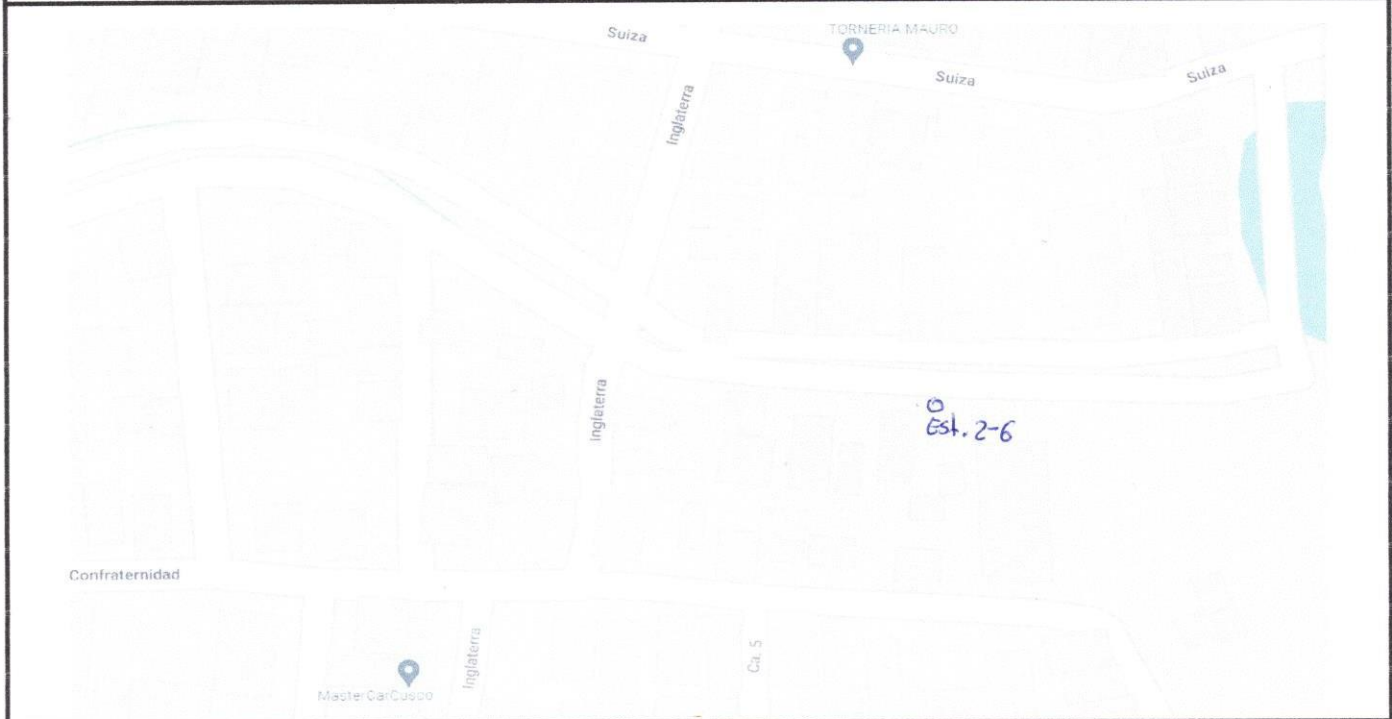 Suiza
TORNERIA MAURO
Suiza
Suiza
Inglaterra
Inglaterra
Est. 2-6
Confraternidad
Inglaterra
Ca. 5
MasterCarCusco